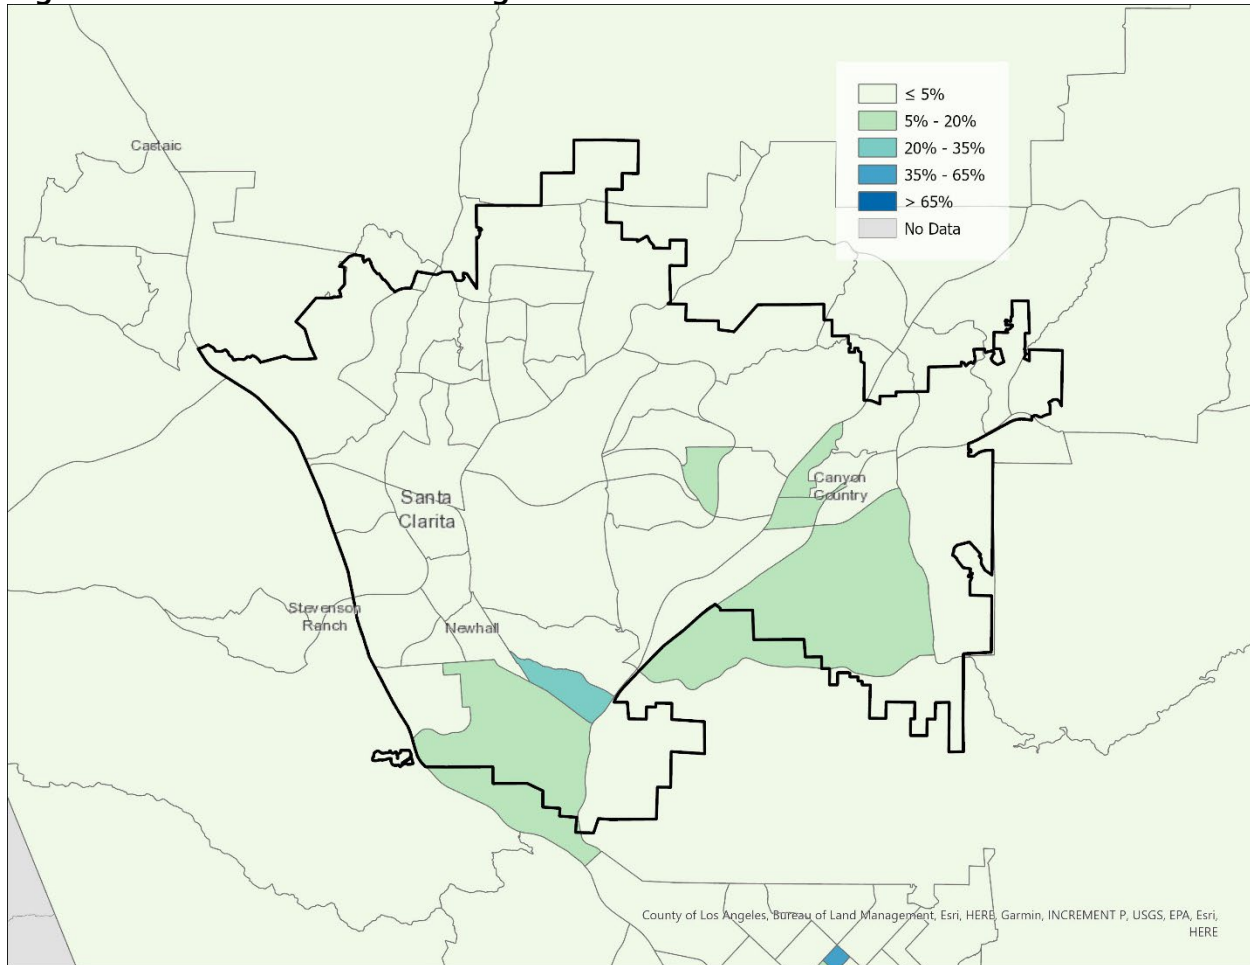 ≤ 5%
5% - 20%
20% - 35%
35% - 65%
> 65%
No Data
Castaic
Canyon
Country
Santa
Clarita
Stevenson
Ranch
Newhall
County of Los Angeles, Bureau of Land Management, Esri, HERE, Garmin, INCREMENT P, USGS, EPA, Esri,
HERE